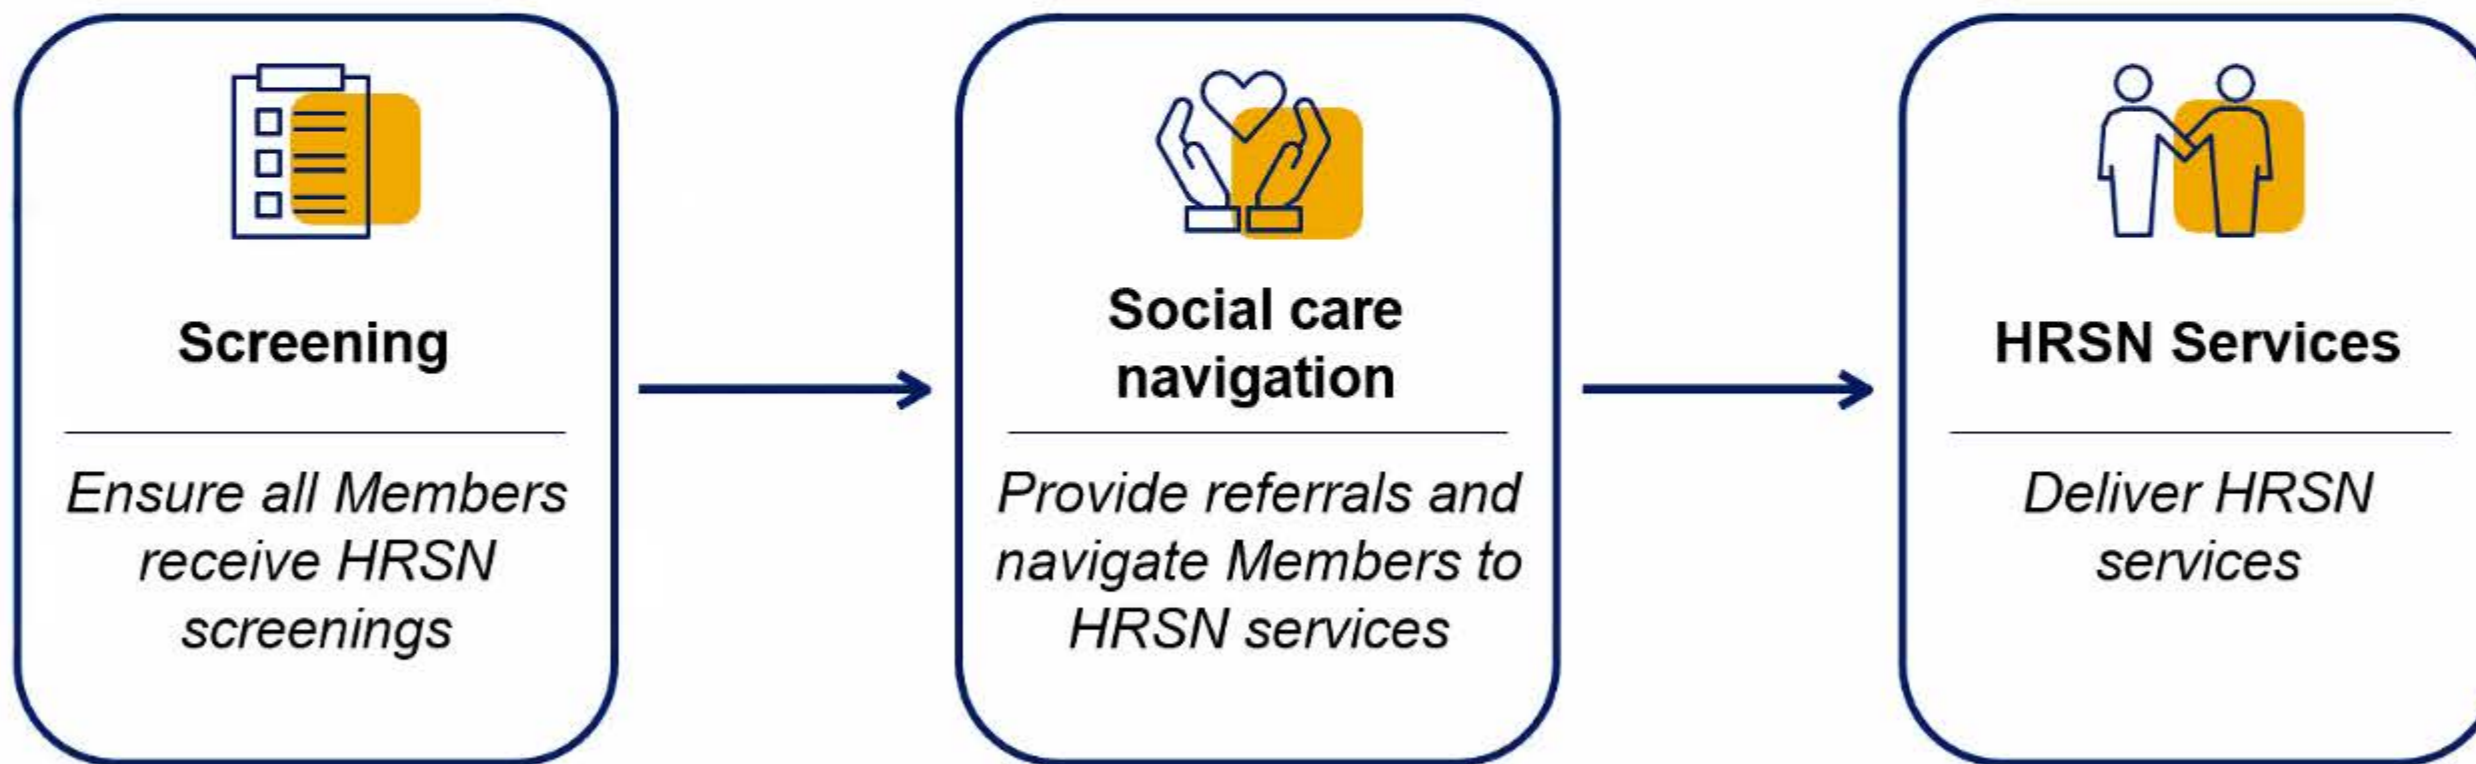 Screening
Ensure all Members
receive HRSN
screenings
Social care
navigation
Provide referrals and
navigate Members to
HRSN services
HRSN Services
Deliver HRSN
services